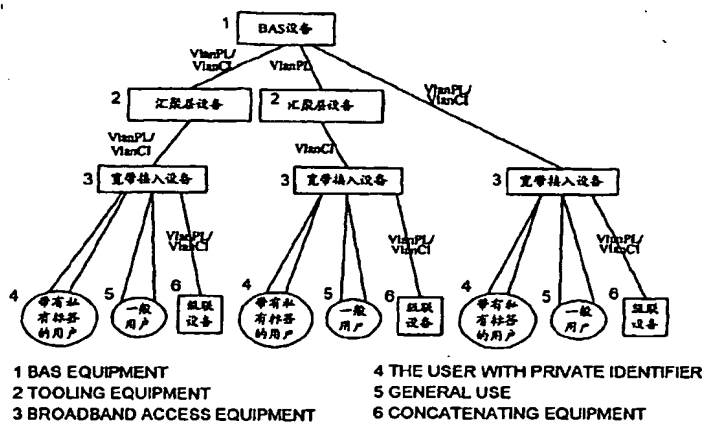 1 BAS设备
VlanPL/
VlanCI
VlanPL
VlanPL/
VlanCI
2 汇聚层设备
2 汇聚层设备
VlanPL/
VlanCI
VlanCI
3 宽带接入设备
3 宽带接入设备
3 宽带接入设备
VlanPL/
VlanCI
VlanPL/
VlanCI
VlanPL/
VlanCI
4 带有私
有标签
的用户
5 一般
用户
6 级联
设备
4 带有私
有标签
的用户
5 一般
用户
6 级联
设备
4 带有私
有标签
的用户
5 一般
用户
6 级联
设备
1 BAS EQUIPMENT
2 TOOLING EQUIPMENT
3 BROADBAND ACCESS EQUIPMENT
4 THE USER WITH PRIVATE IDENTIFIER
5 GENERAL USE
6 CONCATENATING EQUIPMENT